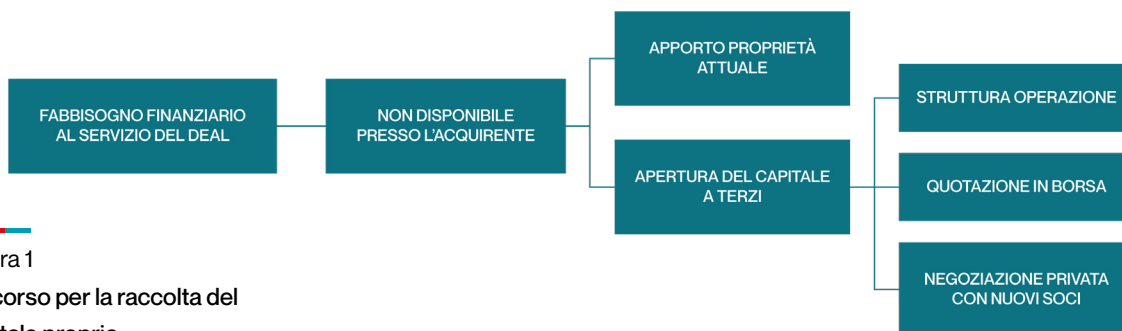 FABBISOGNO FINANZIARIO
AL SERVIZIO DEL DEAL
NON DISPONIBILE
PRESSO L'ACQUIRENTE
APPORTO PROPRIETÀ
ATTUALE
APERTURA DEL CAPITALE
A TERZI
STRUTTURA OPERAZIONE
QUOTAZIONE IN BORSA
NEGOZIAZIONE PRIVATA
CON NUOVI SOCI
ra 1
corso per la raccolta del